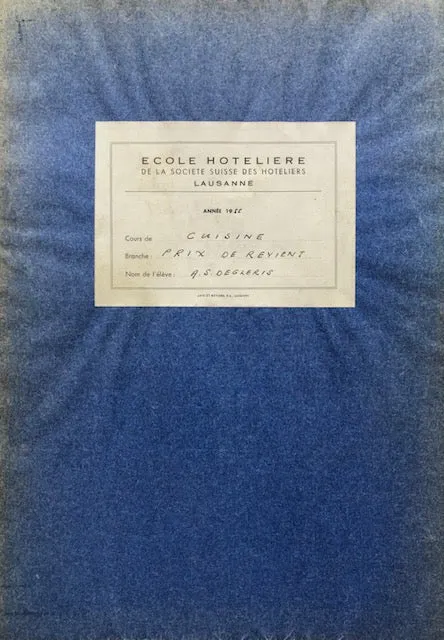 ECOLE HOTELIERE
DE LA SOCIETE SUISSE DES HOTELIERS
LAUSANNE
ANNÉE 1955
Cours de CUISINE
Branche: PRIX DE REVIENT
Nom de l'élève: A.S. DEGLERIS